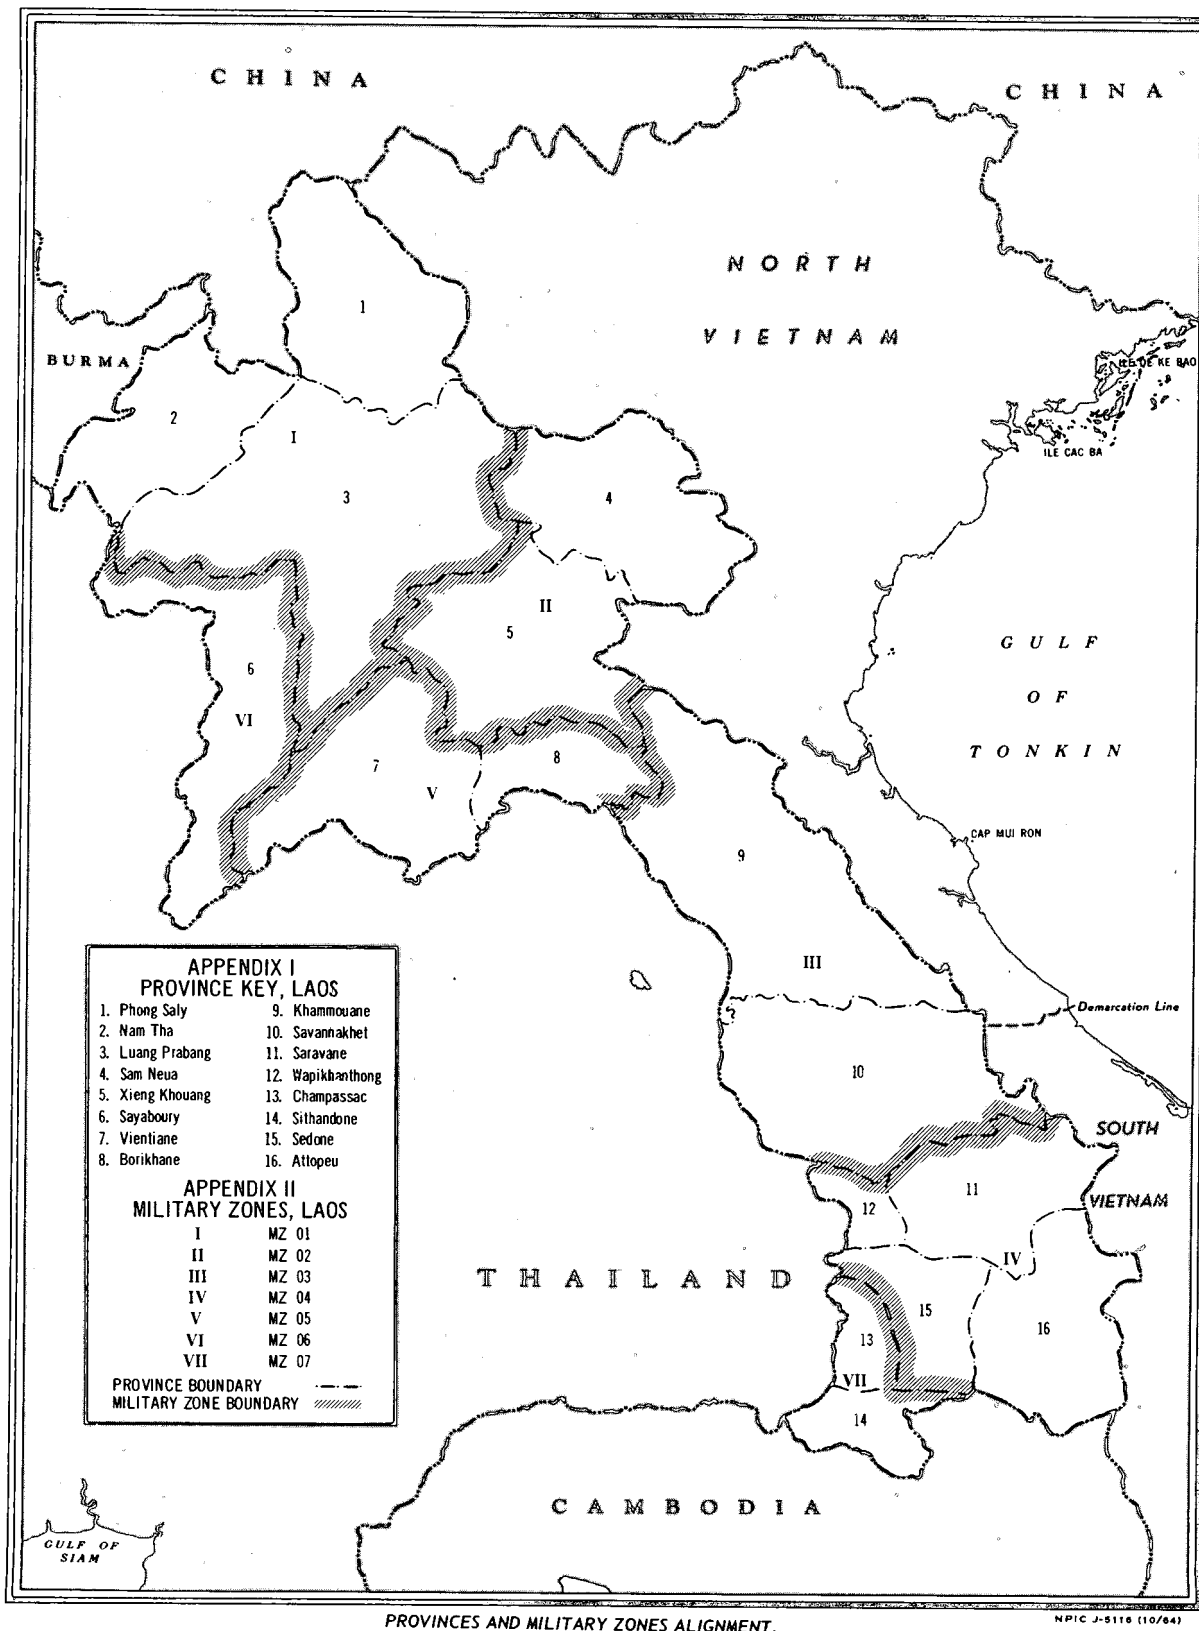 CHINA
CHINA
NORTH
VIETNAM
1
BURMA
ILE DE KE BAO
2
I
ILE CAC BA
3
4
II
5
GULF
OF
TONKIN
6
VI
7
8
V
CAP MUI RON
9
III
Demarcation Line
10
SOUTH
VIETNAM
11
12
IV
THAILAND
15
13
16
VII
14
CAMBODIA
GULF OF
SIAM
APPENDIX I
PROVINCE KEY, LAOS
1. Phong Saly
2. Nam Tha
3. Luang Prabang
4. Sam Neua
5. Xieng Khouang
6. Sayaboury
7. Vientiane
8. Borikhane
9. Khammouane
10. Savannakhet
11. Saravane
12. Wapikhanthong
13. Champassac
14. Sithandone
15. Sedone
16. Attopeu
APPENDIX II
MILITARY ZONES, LAOS
I MZ 01
II MZ 02
III MZ 03
IV MZ 04
V MZ 05
VI MZ 06
VII MZ 07
PROVINCE BOUNDARY
MILITARY ZONE BOUNDARY
PROVINCES AND MILITARY ZONES ALIGNMENT.
NPIC J-5116 (10/64)